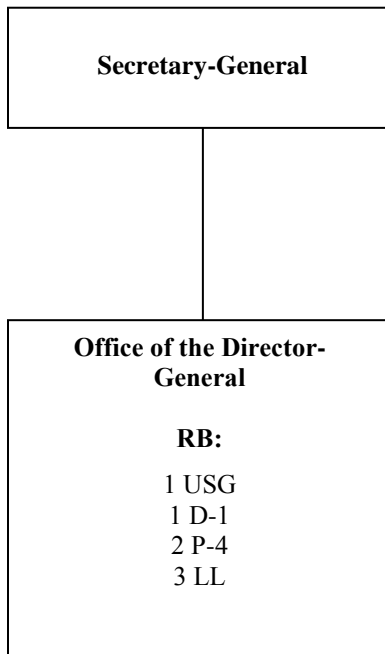 Secretary-General
Office of the Director-
General
RB:
1 USG
1 D-1
2 P-4
3 LL